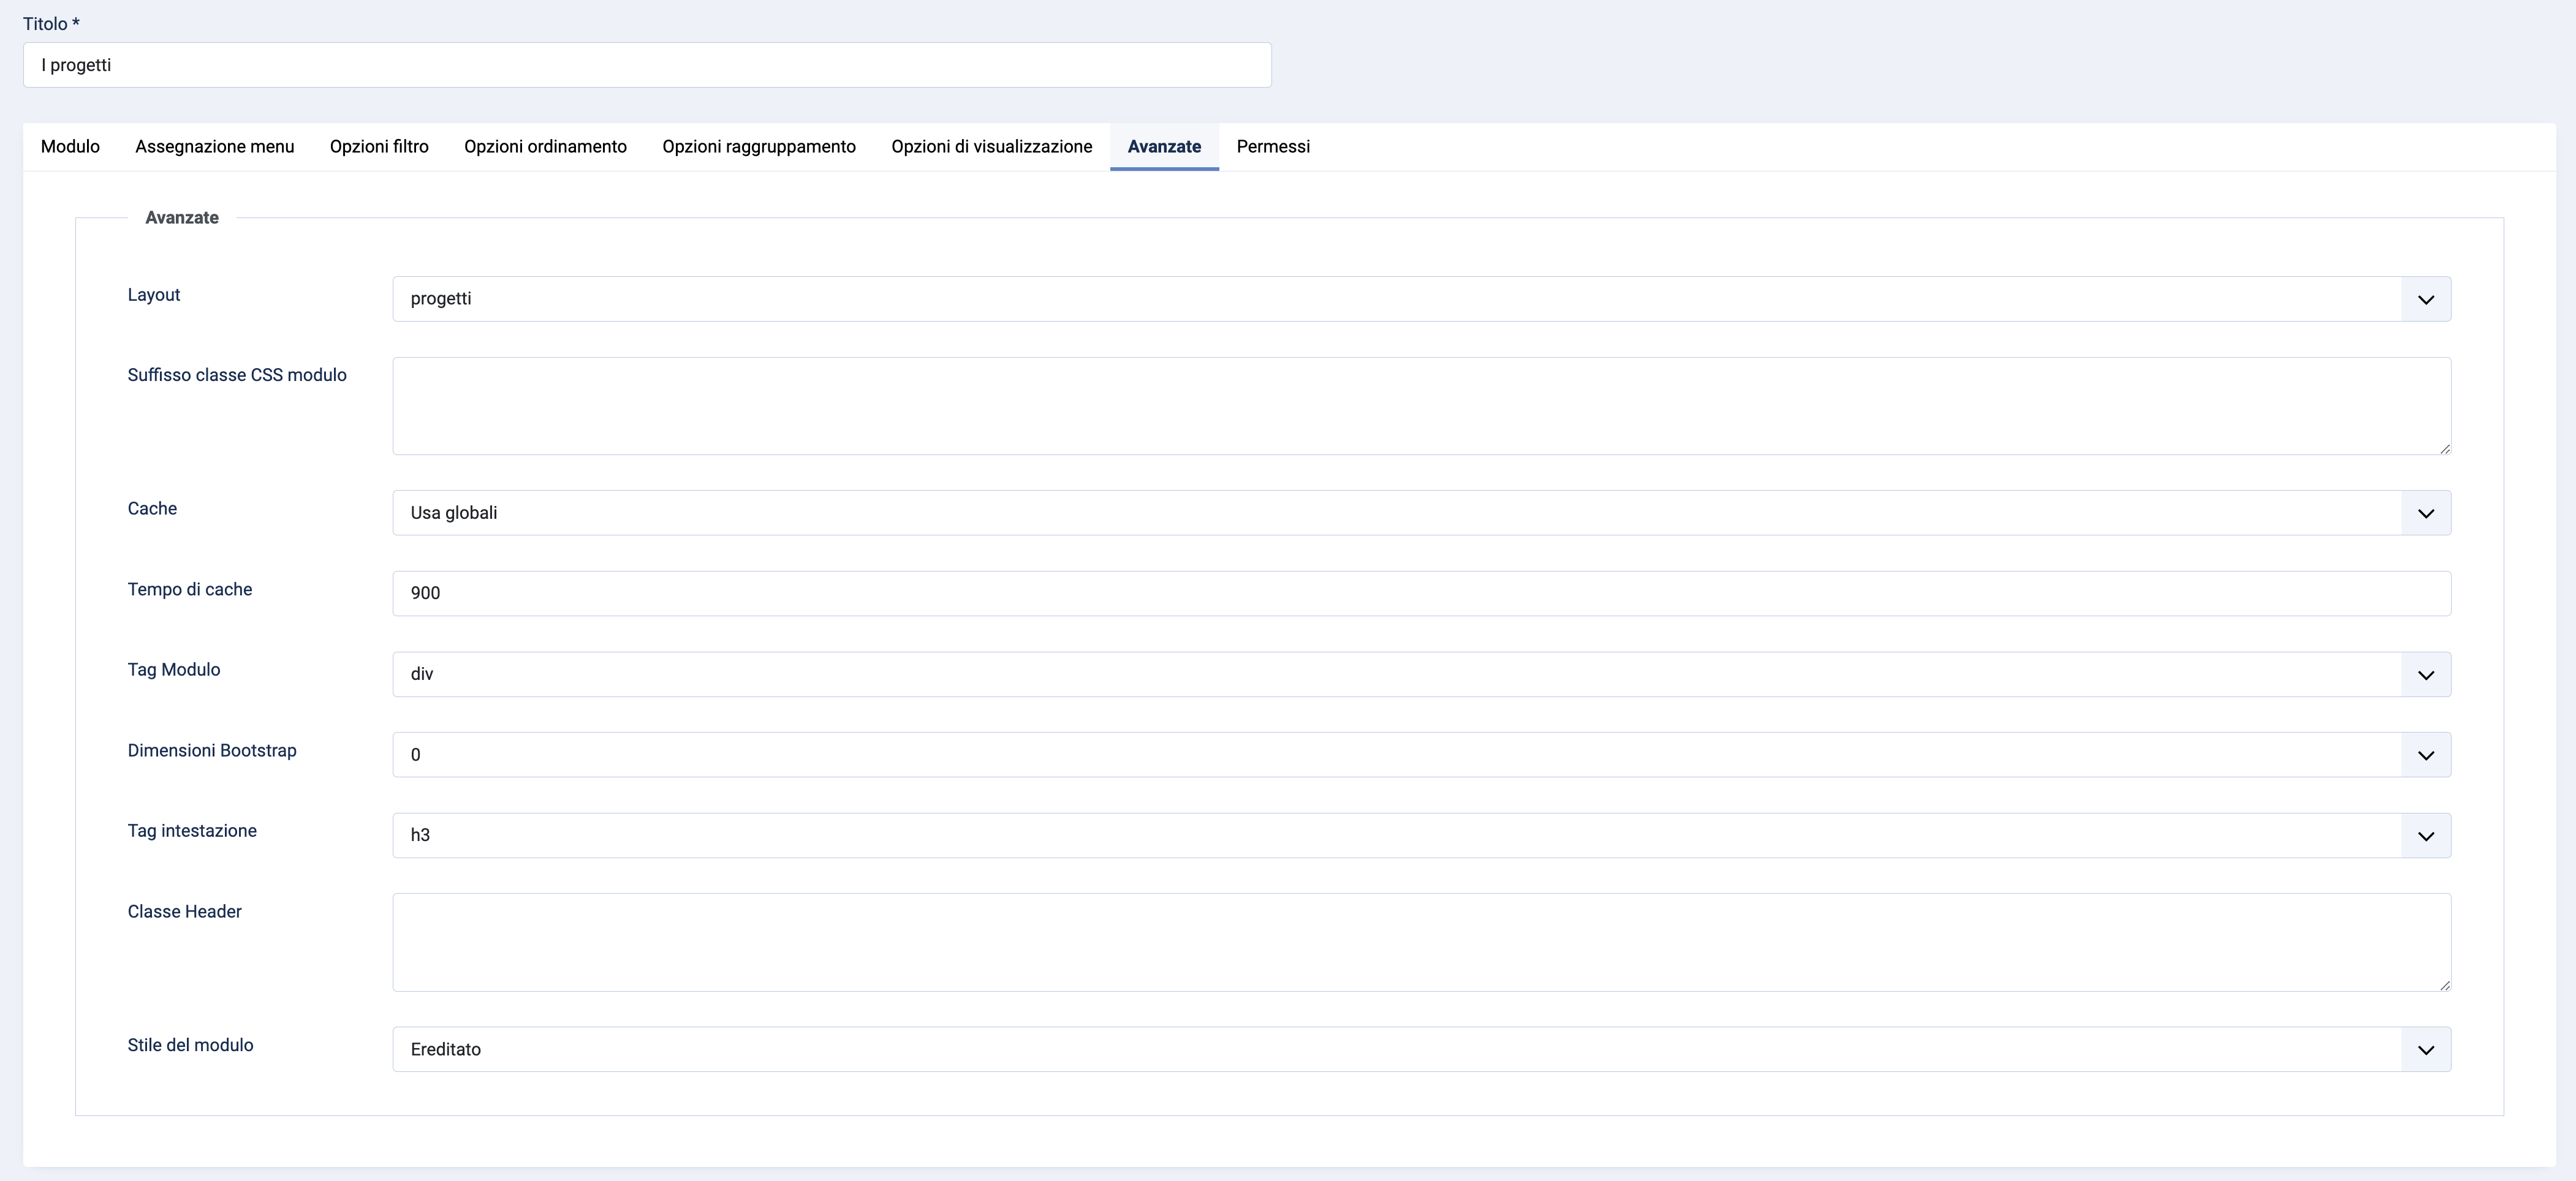 Titolo *
I progetti
Modulo Assegnazione menu Opzioni filtro Opzioni ordinamento Opzioni raggruppamento Opzioni di visualizzazione Avanzate Permessi
Avanzate
Layout progetti
Suffisso classe CSS modulo
Cache Usa globali
Tempo di cache 900
Tag Modulo div
Dimensioni Bootstrap 0
Tag intestazione h3
Classe Header
Stile del modulo Ereditato